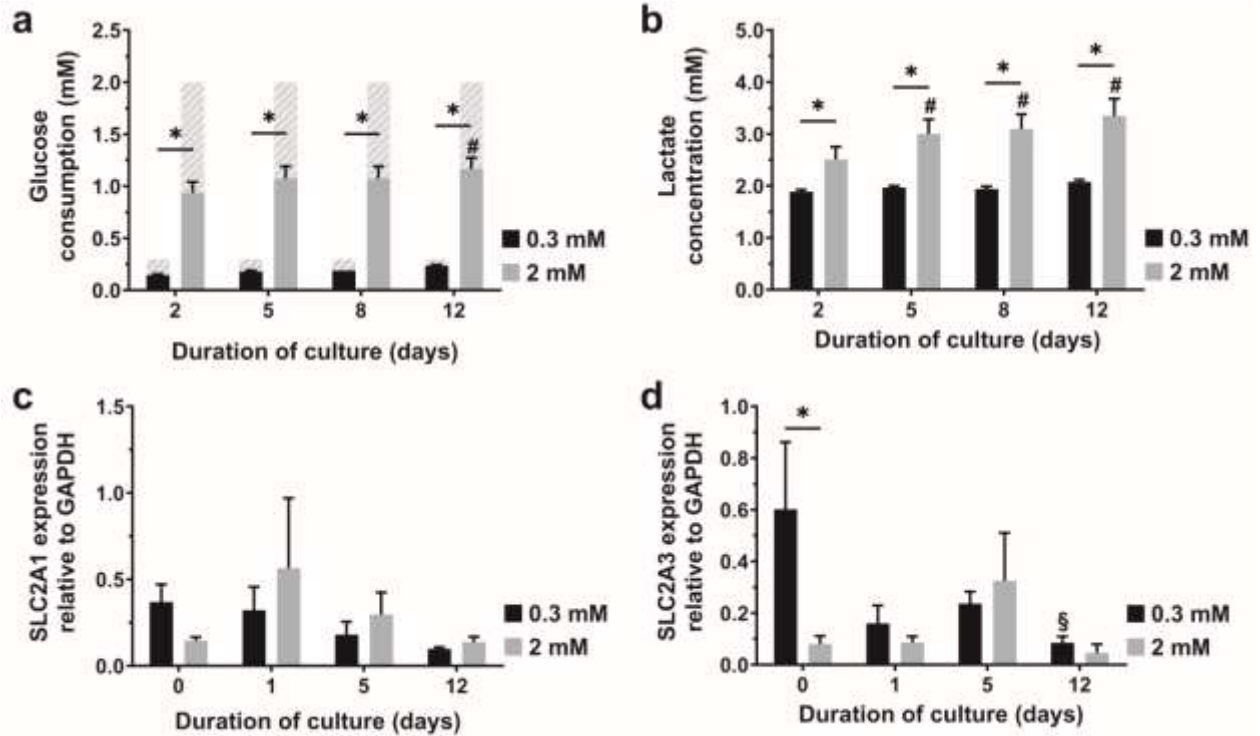 a
Glucose
consumption (mM)
2.5
2.0
1.5
1.0
0.5
0.0
*
*
*
*
#
0.3 mM
2 mM
2 5 8 12
Duration of culture (days)
b
Lactate
concentration (mM)
5.0
4.0
3.0
2.0
1.0
0.0
*
*
*
*
#
#
#
0.3 mM
2 mM
2 5 8 12
Duration of culture (days)
c
SLC2A1 expression
relative to GAPDH
1.5
1.0
0.5
0.0
0.3 mM
2 mM
0 1 5 12
Duration of culture (days)
d
SLC2A3 expression
relative to GAPDH
1.0
0.8
0.6
0.4
0.2
0.0
*
§
0.3 mM
2 mM
0 1 5 12
Duration of culture (days)